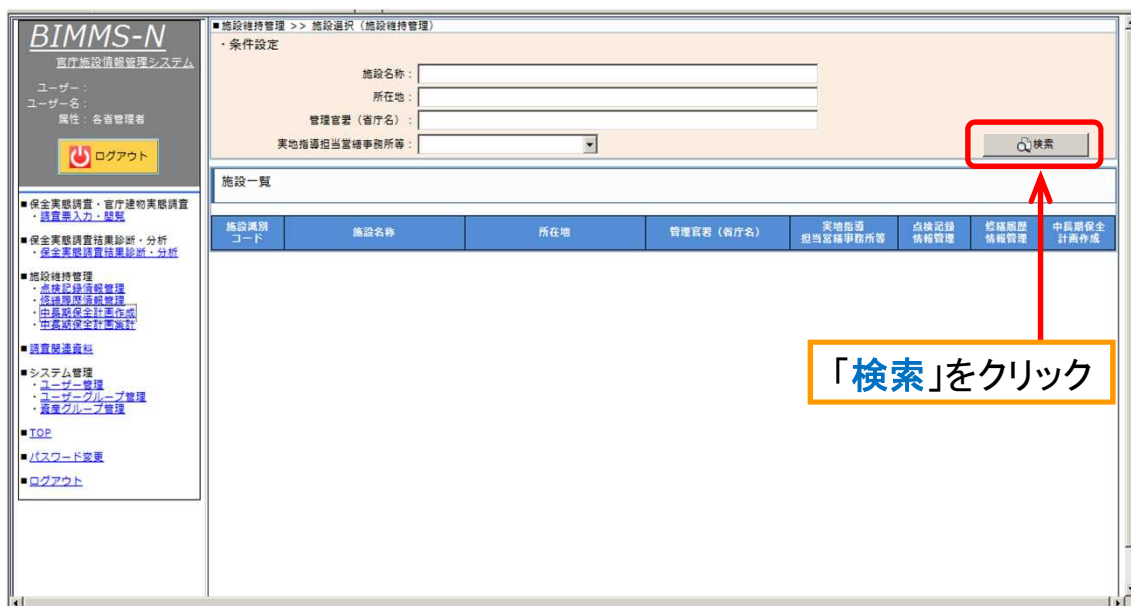 BIMMS-N
官庁施設情報管理システム
ユーザー：
ユーザー名：
属性：各省管理者
ログアウト
■保全実態調査・官庁建物実態調査
・調査票入力・閲覧
■保全実態調査結果診断・分析
・保全実態調査結果診断・分析
■施設維持管理
・点検記録情報管理
・修繕履歴情報管理
・中長期保全計画作成
・中長期保全計画集計
■調査関連資料
■システム管理
・ユーザー管理
・ユーザーグループ管理
・資産グループ管理
■TOP
■パスワード変更
■ログアウト
■施設維持管理 >> 施設選択（施設維持管理）
・条件設定
施設名称：
所在地：
管理官署（省庁名）：
実地指導担当営繕事務所等：
検索
施設一覧
施設識別コード 施設名称 所在地 管理官署（省庁名） 実地指導担当営繕事務所等 点検記録情報管理 修繕履歴情報管理 中長期保全計画作成
「検索」をクリック